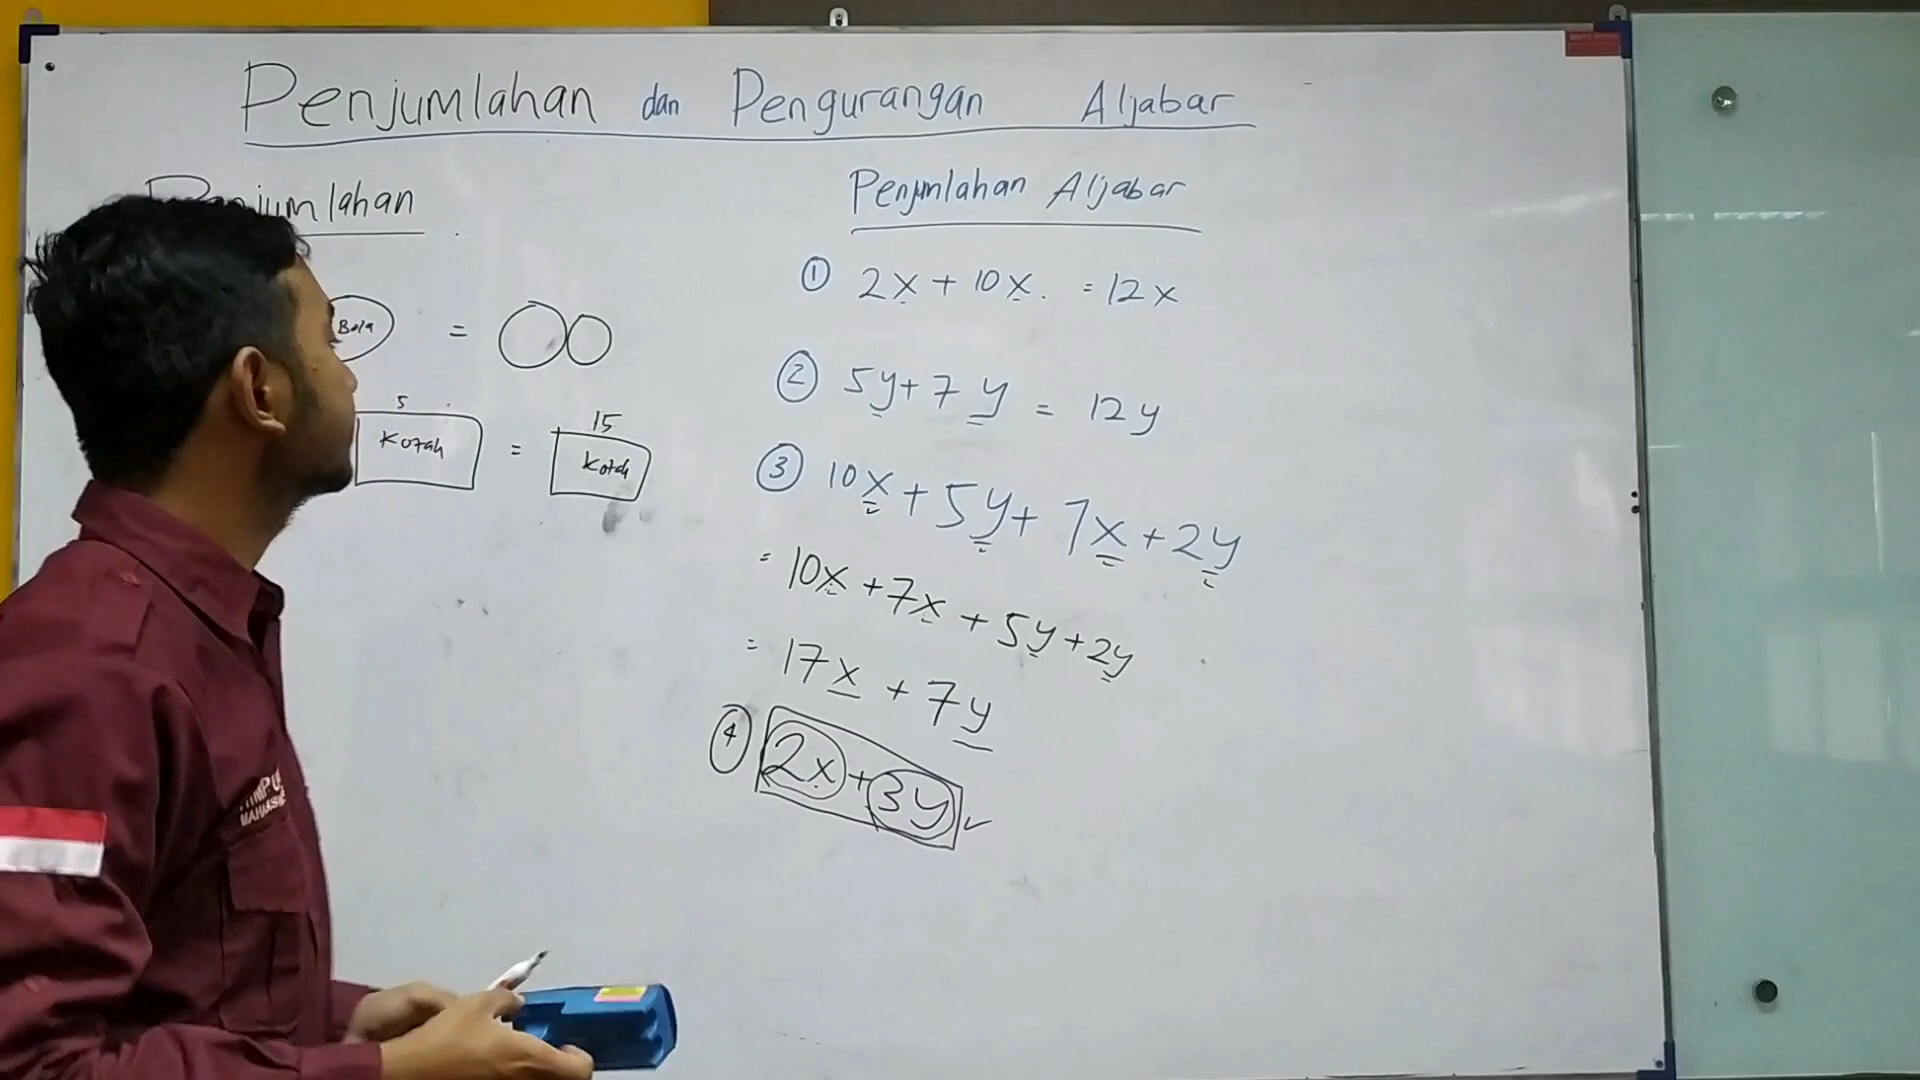 Penjumlahan dan Pengurangan Aljabar
Penjumlahan
Bola =
5
Kotak = 15
Kotak
Penjumlahan Aljabar
① 2x + 10x = 12x
② 5y + 7y = 12y
③ 10x + 5y + 7x + 2y
= 10x + 7x + 5y + 2y
= 17x + 7y
④ 2x + 3y ✓